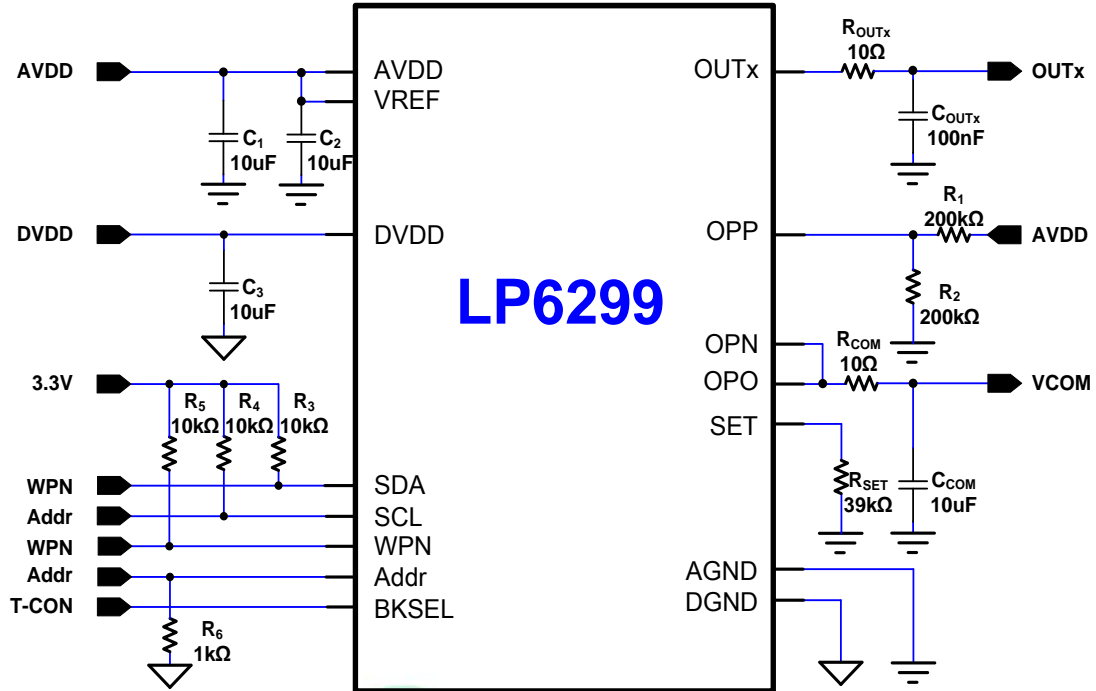 AVDD
C1
10uF
C2
10uF
DVDD
C3
10uF
3.3V
R5
10kΩ
R4
10kΩ
R3
10kΩ
WPN
Addr
WPN
Addr
T-CON
R6
1kΩ
AVDD
VREF
DVDD
SDA
SCL
WPN
Addr
BKSEL
LP6299
OUTx
OPP
OPN
OPO
SET
AGND
DGND
ROUTx
10Ω
OUTx
COUTx
100nF
R1
200kΩ
AVDD
R2
200kΩ
RCOM
10Ω
VCOM
RSET
39kΩ
CCOM
10uF